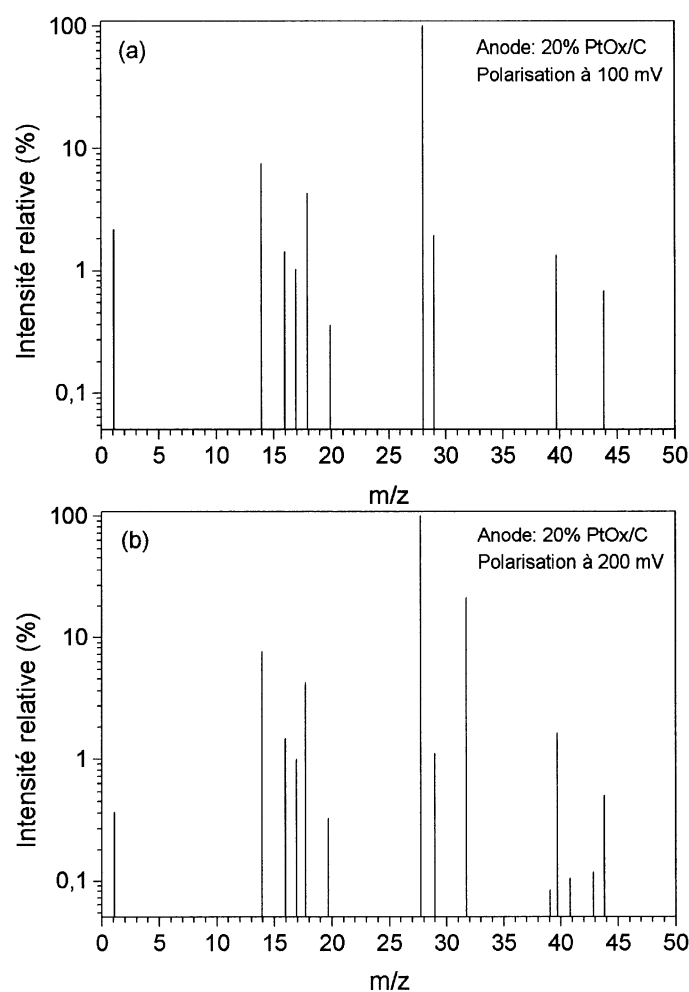 (a)
Anode: 20% PtOx/C
Polarisation à 100 mV
Intensité relative (%)
100
10
1
0,1
0 5 10 15 20 25 30 35 40 45 50
m/z
(b)
Anode: 20% PtOx/C
Polarisation à 200 mV
Intensité relative (%)
100
10
1
0,1
0 5 10 15 20 25 30 35 40 45 50
m/z